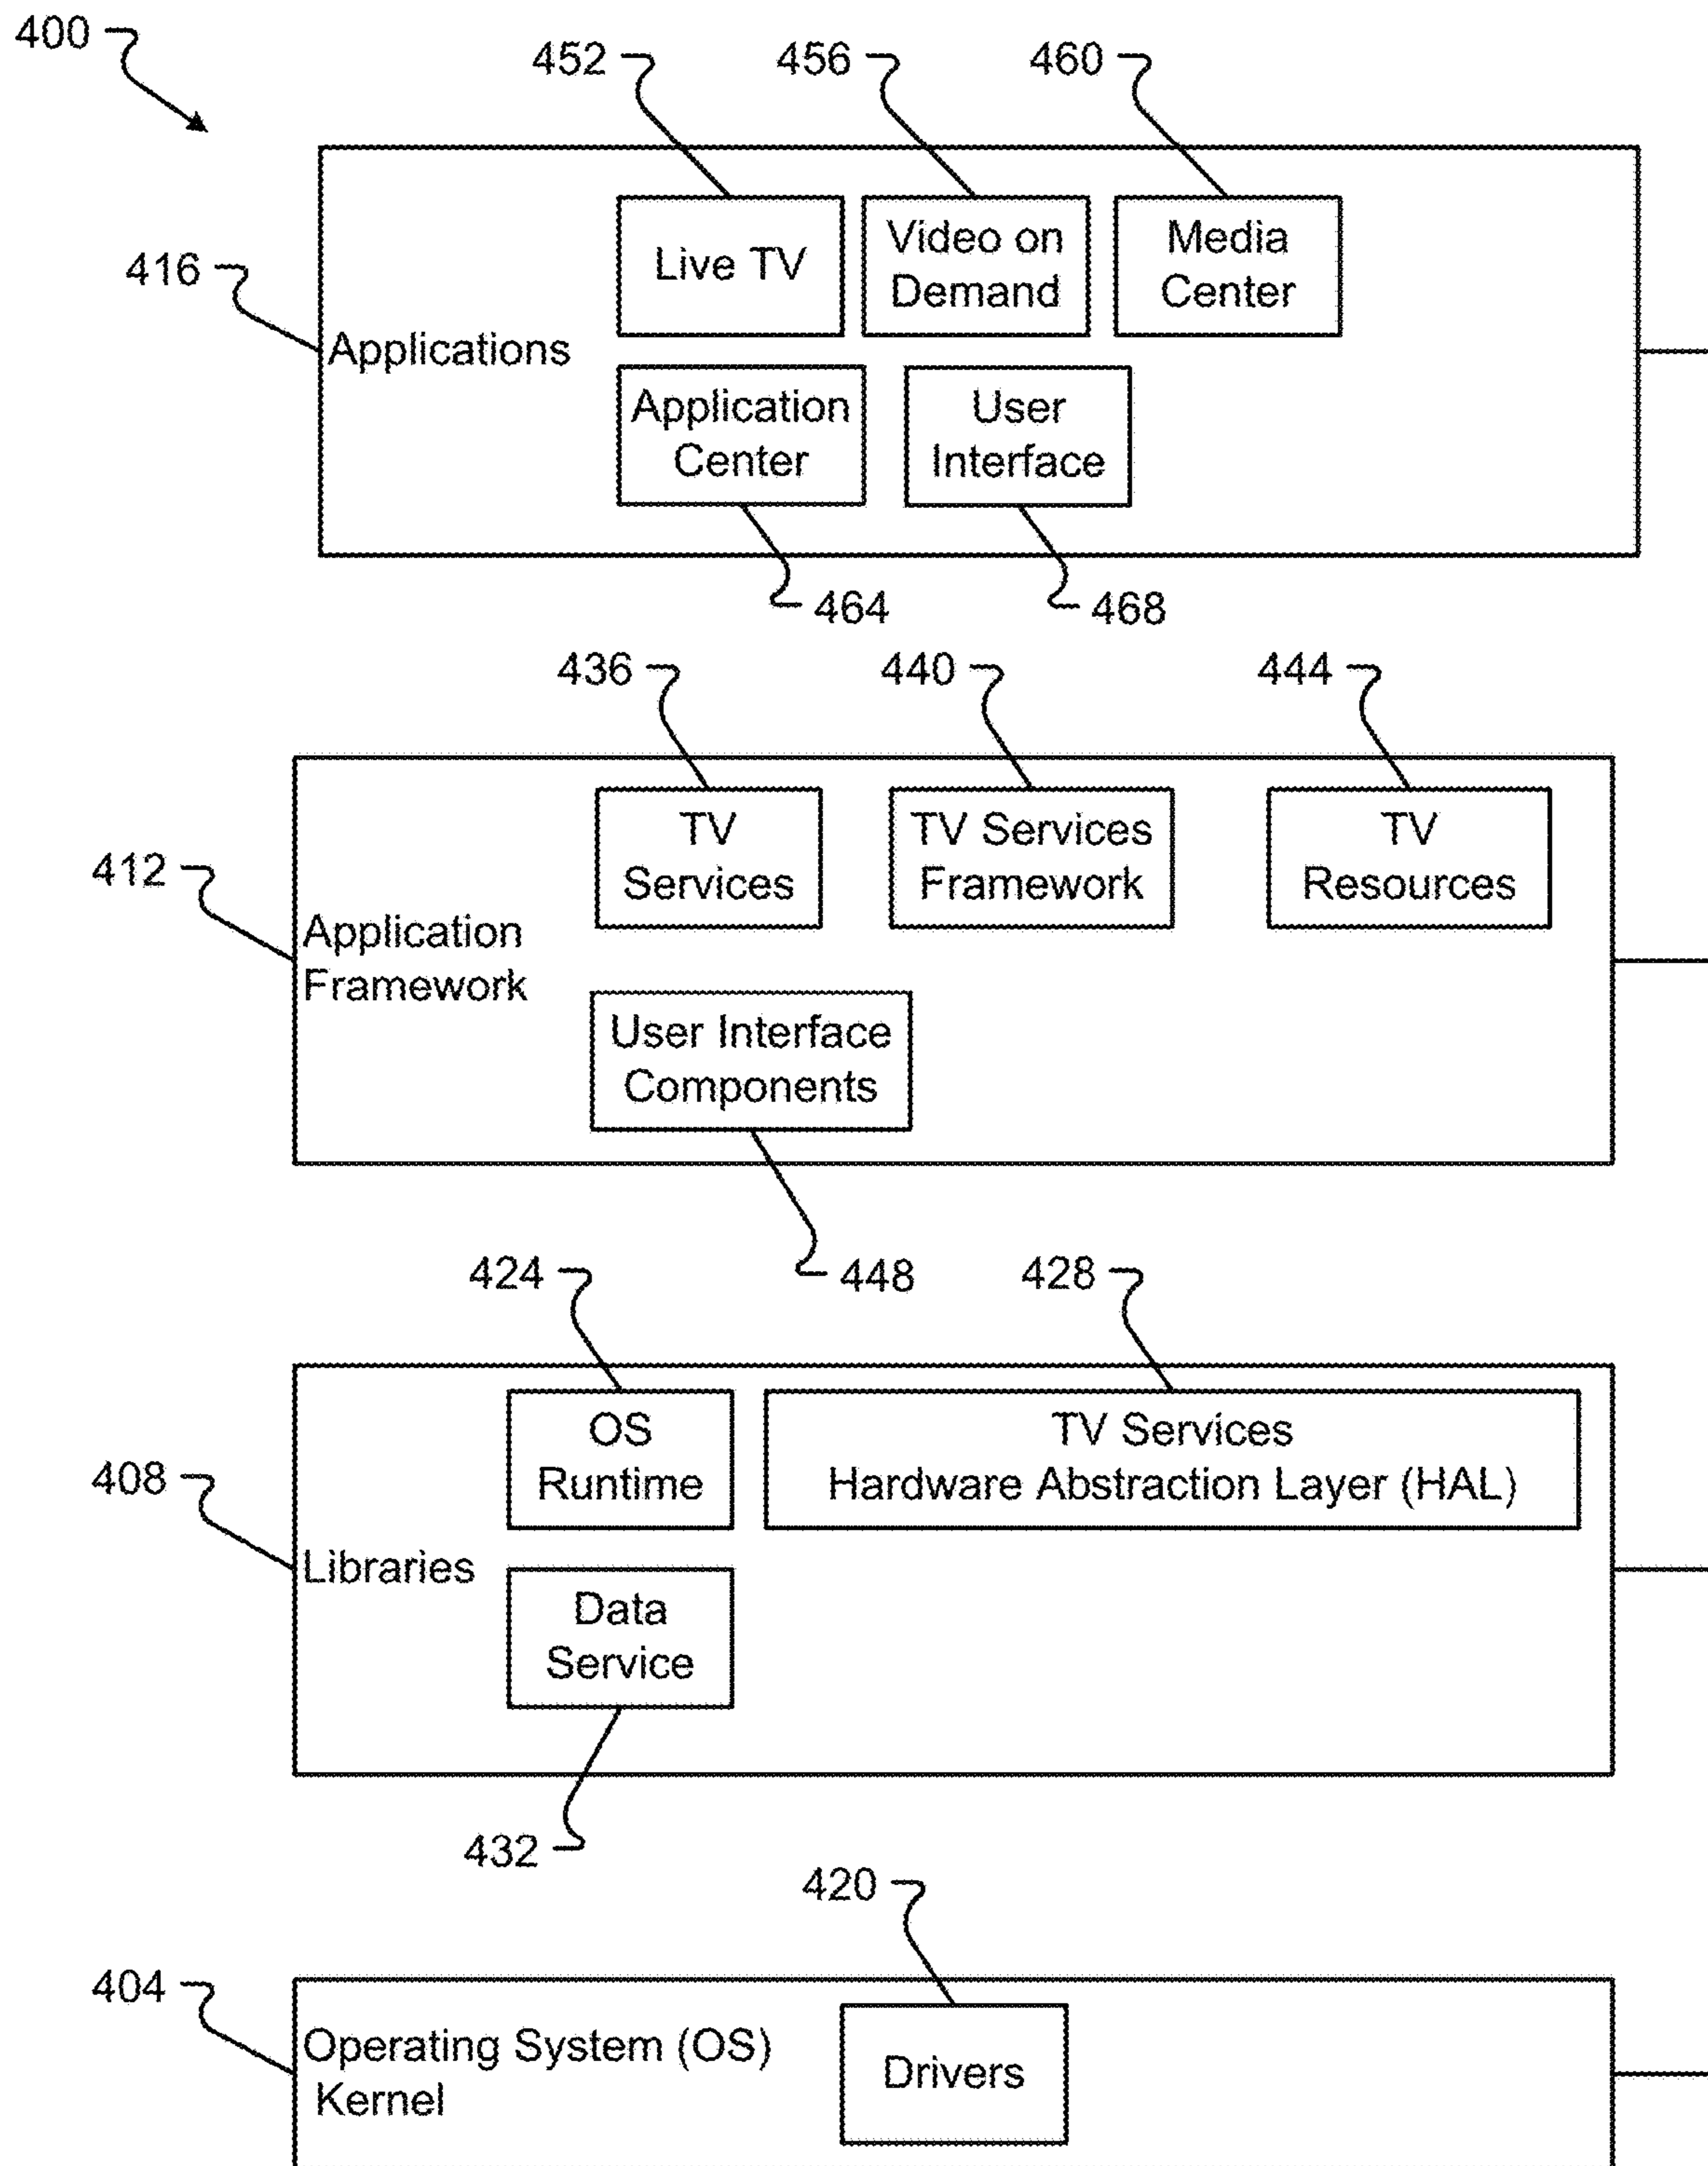 400
452
456
460
416
Applications
Live TV
Video on
Demand
Media
Center
Application
Center
User
Interface
464
468
436
440
444
412
Application
Framework
TV
Services
TV Services
Framework
TV
Resources
User Interface
Components
448
424
428
408
Libraries
OS
Runtime
TV Services
Hardware Abstraction Layer (HAL)
Data
Service
432
420
404
Operating System (OS)
Kernel
Drivers